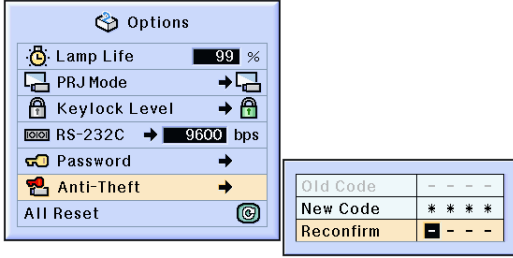 Options
Lamp Life 99 %
PRJ Mode
Keylock Level
RS-232C 9600 bps
Password
Anti-Theft
All Reset
Old Code - - - -
New Code * * * *
Reconfirm - - - -